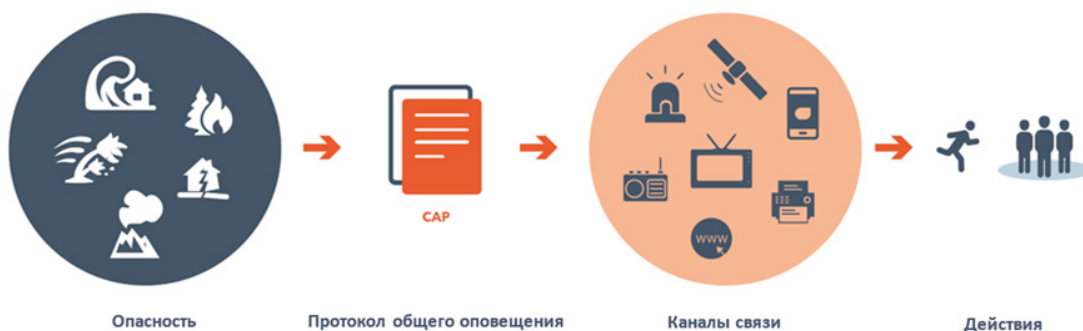 CAP
WWW
Опасность
Протокол общего оповещения
Каналы связи
Действия